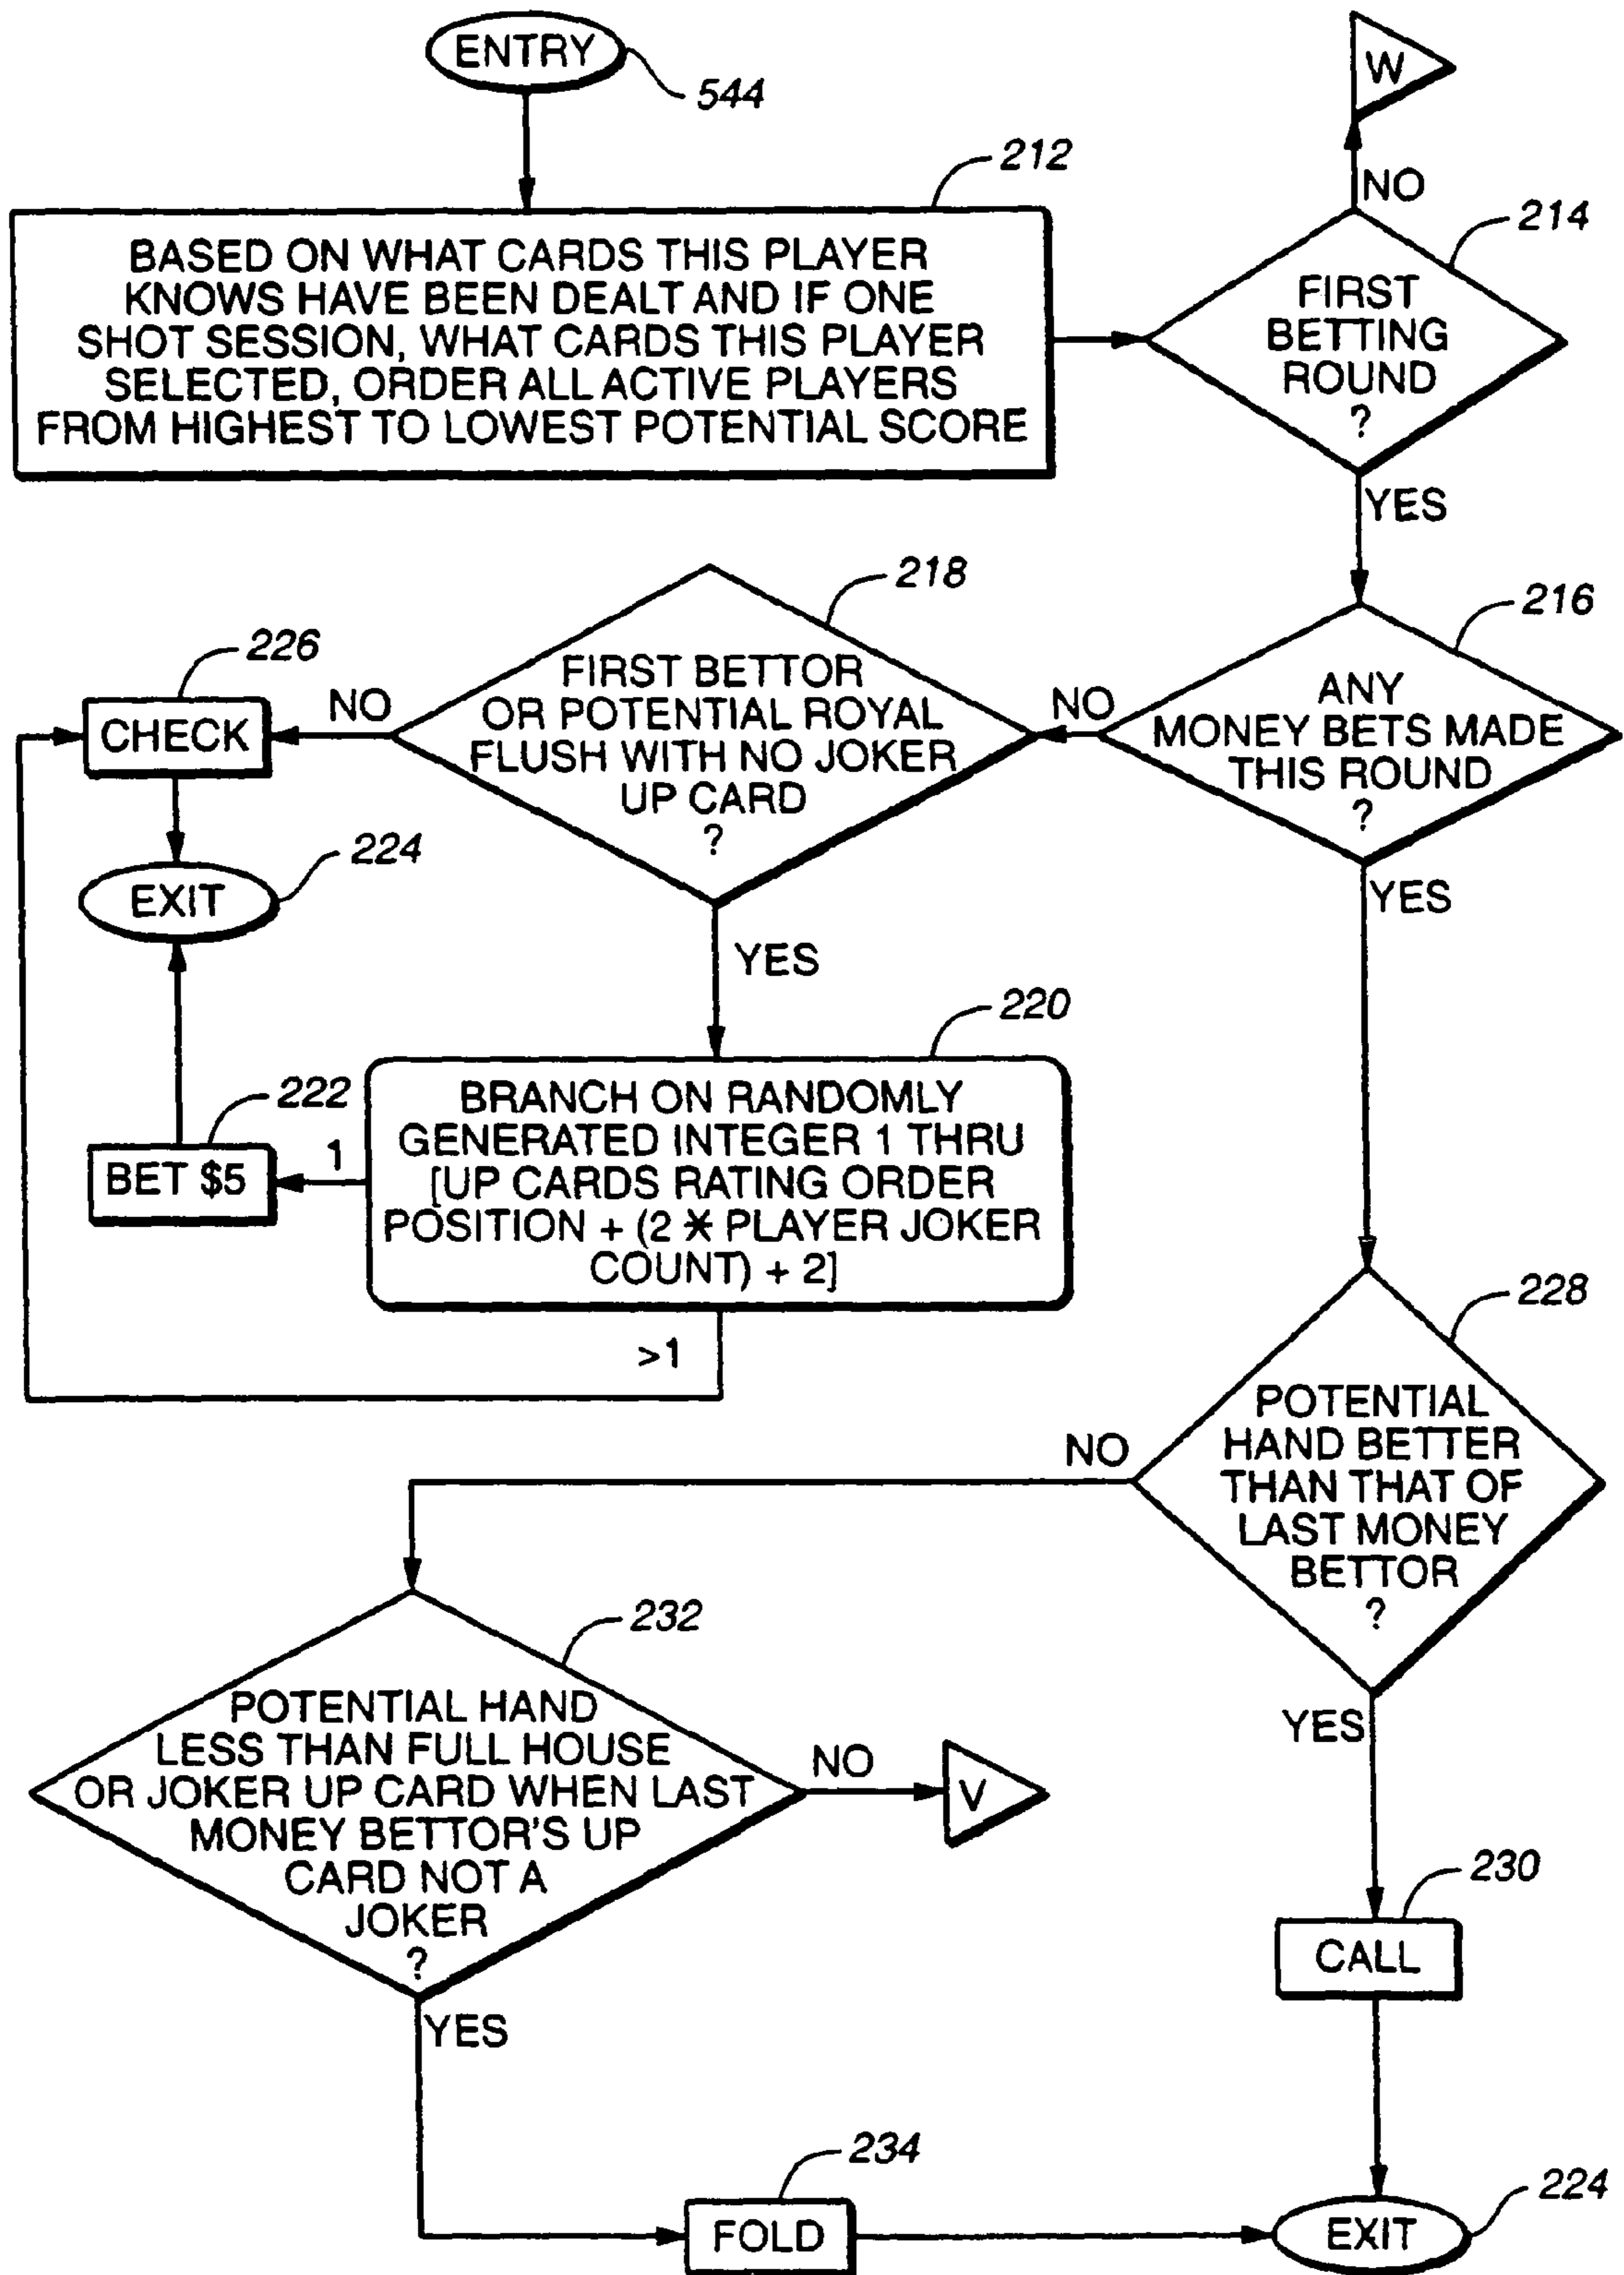 ENTRY
544
212
BASED ON WHAT CARDS THIS PLAYER
KNOWS HAVE BEEN DEALT AND IF ONE
SHOT SESSION, WHAT CARDS THIS PLAYER
SELECTED, ORDER ALL ACTIVE PLAYERS
FROM HIGHEST TO LOWEST POTENTIAL SCORE
W
NO
214
FIRST
BETTING
ROUND
?
YES
216
ANY
MONEY BETS MADE
THIS ROUND
?
NO
YES
218
FIRST BETTOR
OR POTENTIAL ROYAL
FLUSH WITH NO JOKER
UP CARD
?
NO
YES
226
CHECK
224
EXIT
220
BRANCH ON RANDOMLY
GENERATED INTEGER 1 THRU
[UP CARDS RATING ORDER
POSITION + (2 * PLAYER JOKER
COUNT) + 2]
1
>1
222
BET $5
228
POTENTIAL
HAND BETTER
THAN THAT OF
LAST MONEY
BETTOR
?
NO
YES
232
POTENTIAL HAND
LESS THAN FULL HOUSE
OR JOKER UP CARD WHEN LAST
MONEY BETTOR'S UP
CARD NOT A
JOKER
?
NO
V
YES
230
CALL
234
FOLD
224
EXIT